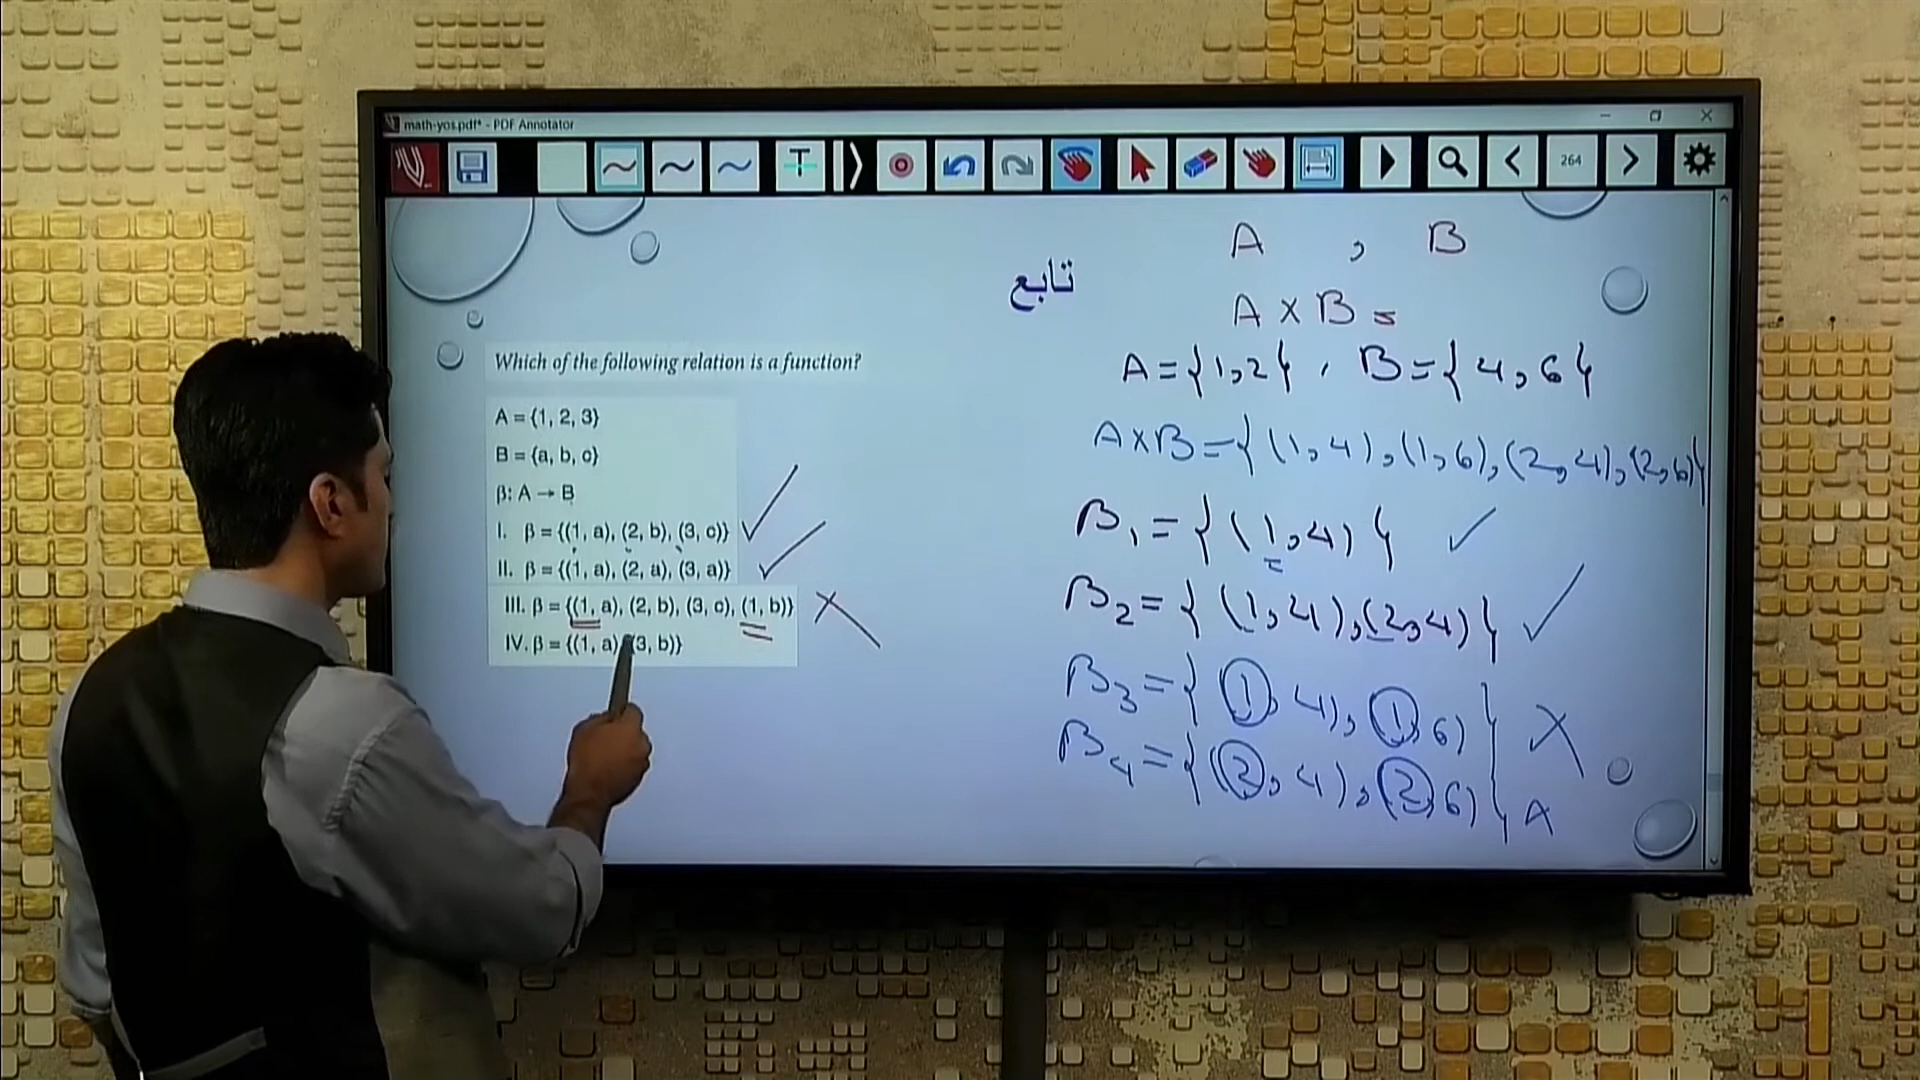 math-yos.pdf* - PDF Annotator
264
تابع
Which of the following relation is a function?
A = {1, 2, 3}
B = {a, b, c}
β: A → B
I. β = {(1, a), (2, b), (3, c)}
II. β = {(1, a), (2, a), (3, a)}
III. β = {(1, a), (2, b), (3, c), (1, b)}
IV. β = {(1, a), (3, b)}
A , B
A × B =
A = {1,2} , B = {4,6}
A×B = {(1,4),(1,6),(2,4),(2,6)}
β1 = {(1,4)}
β2 = {(1,4),(2,4)}
β3 = {(1,4),(1,6)}
β4 = {(2,4),(2,6)}